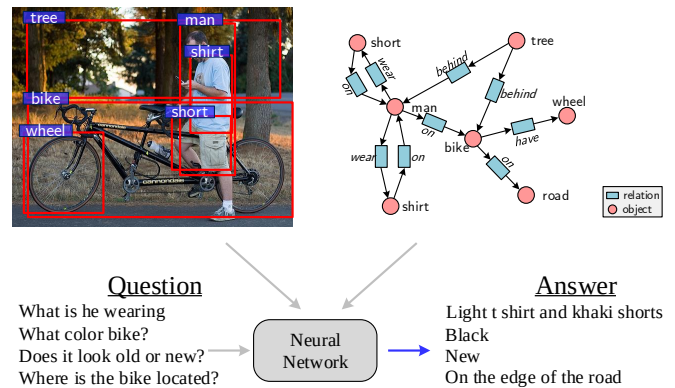 tree
man
shirt
bike
short
wheel
cannondale
cannondale
short
tree
wear
on
behind
behind
man
wheel
on
bike
have
wear
on
on
shirt
road
relation
object
Question
Answer
What is he wearing
What color bike?
Does it look old or new?
Where is the bike located?
Neural
Network
Light t shirt and khaki shorts
Black
New
On the edge of the road